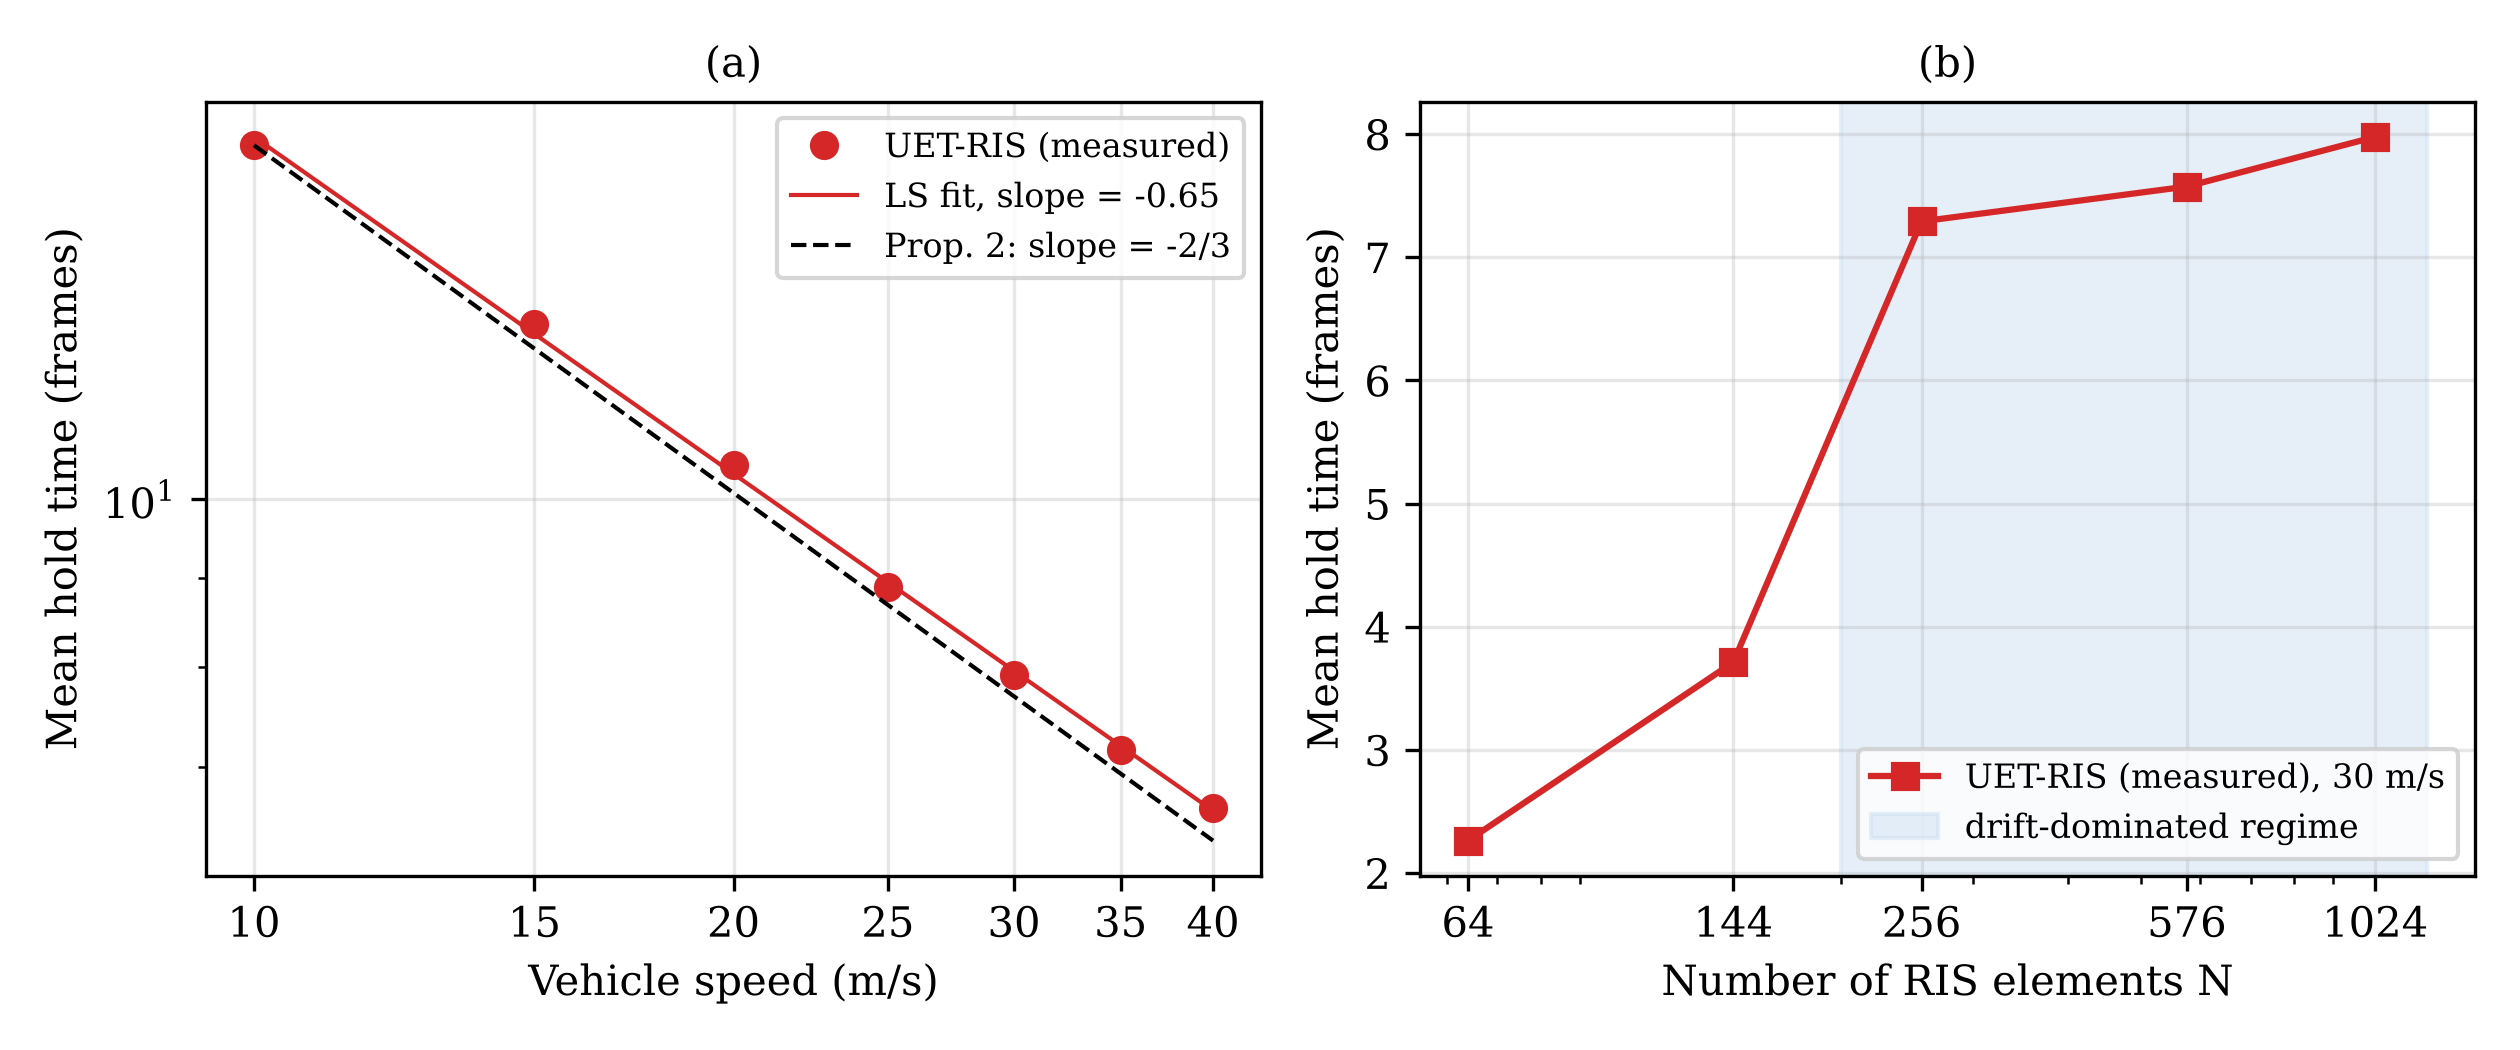 (a)
Mean hold time (frames)
10¹
UET-RIS (measured)
LS fit, slope = -0.65
Prop. 2: slope = -2/3
10 15 20 25 30 35 40
Vehicle speed (m/s)
(b)
Mean hold time (frames)
8
7
6
5
4
3
2
UET-RIS (measured), 30 m/s
drift-dominated regime
64 144 256 576 1024
Number of RIS elements N